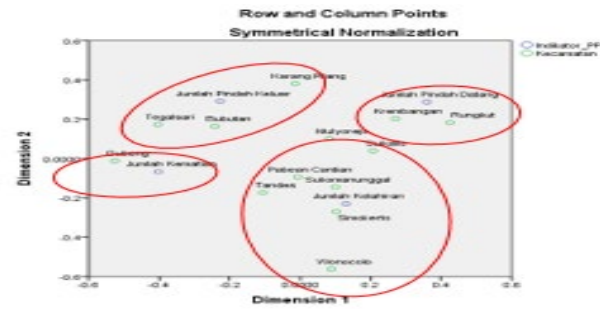 Row and Column Points
Symmetrical Normalization
Kecamatan
0.6
0.4
0.2
0.0000
-0.2
-0.4
-0.6
Dimension 2
Karang Pilang
Jumlah Pindah Keluar
Jumlah Pindah Datang
Tegalsari
Bubutan
Krembangan
Rungkut
Mulyorejo
Sukolilo
Gubeng
Jumlah Kematian
Pabean Cantian
Tandes
Sukomanunggal
Jumlah Kelahiran
Simokerto
Wonocolo
-0.6
-0.4
-0.2
0.0000
0.2
0.4
0.6
Dimension 1